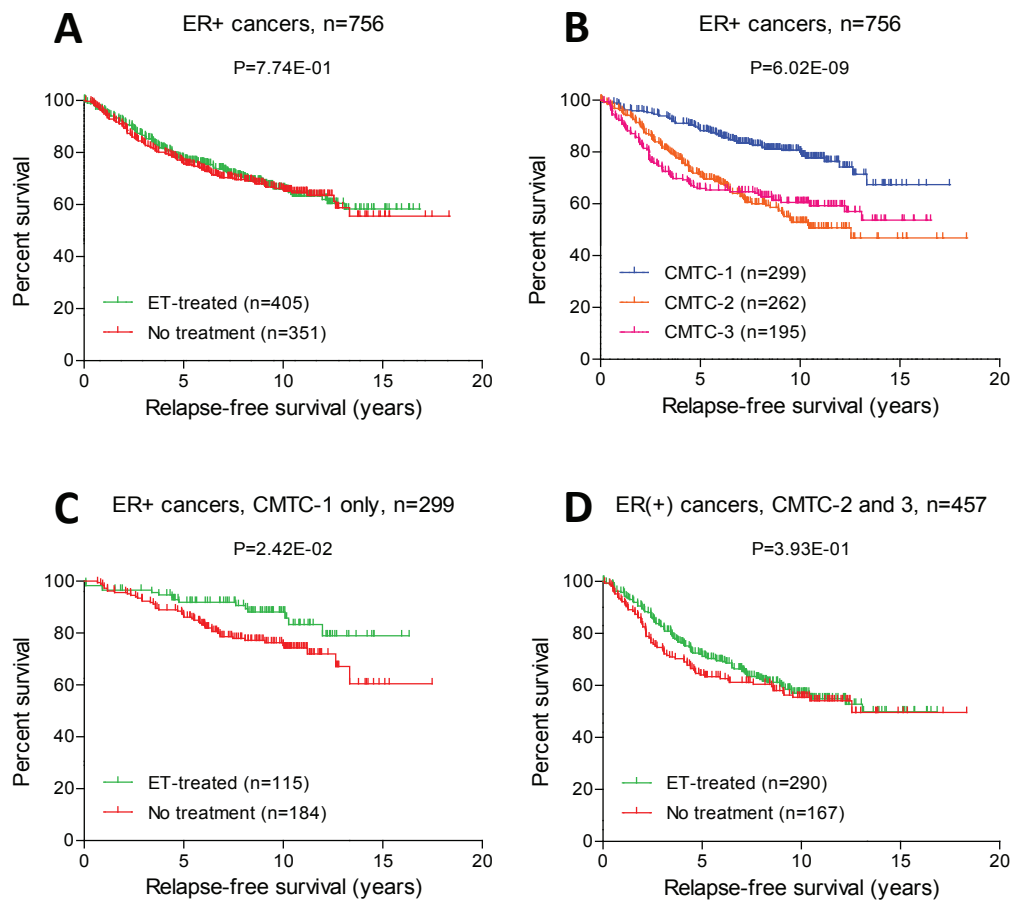 A
ER+ cancers, n=756
P=7.74E-01
Percent survival
100
80
60
40
20
0
ET-treated (n=405)
No treatment (n=351)
0 5 10 15 20
Relapse-free survival (years)
B
ER+ cancers, n=756
P=6.02E-09
Percent survival
100
80
60
40
20
0
CMTC-1 (n=299)
CMTC-2 (n=262)
CMTC-3 (n=195)
0 5 10 15 20
Relapse-free survival (years)
C
ER+ cancers, CMTC-1 only, n=299
P=2.42E-02
Percent survival
100
80
60
40
20
0
ET-treated (n=115)
No treatment (n=184)
0 5 10 15 20
Relapse-free survival (years)
D
ER(+) cancers, CMTC-2 and 3, n=457
P=3.93E-01
Percent survival
100
80
60
40
20
0
ET-treated (n=290)
No treatment (n=167)
0 5 10 15 20
Relapse-free survival (years)